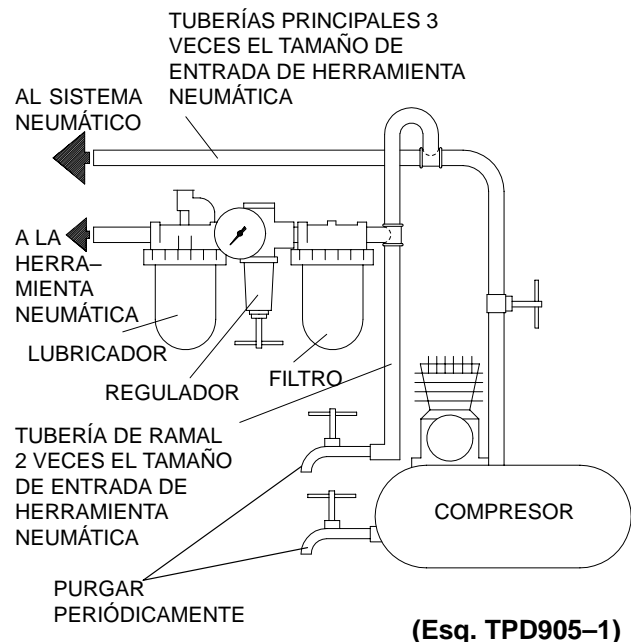 TUBERÍAS PRINCIPALES 3
VECES EL TAMAÑO DE
ENTRADA DE HERRAMIENTA
NEUMÁTICA
AL SISTEMA
NEUMÁTICO
A LA
HERRA–
MIENTA
NEUMÁTICA
LUBRICADOR
REGULADOR
FILTRO
TUBERÍA DE RAMAL
2 VECES EL TAMAÑO
DE ENTRADA DE
HERRAMIENTA
NEUMÁTICA
COMPRESOR
PURGAR
PERIÓDICAMENTE
(Esq. TPD905–1)